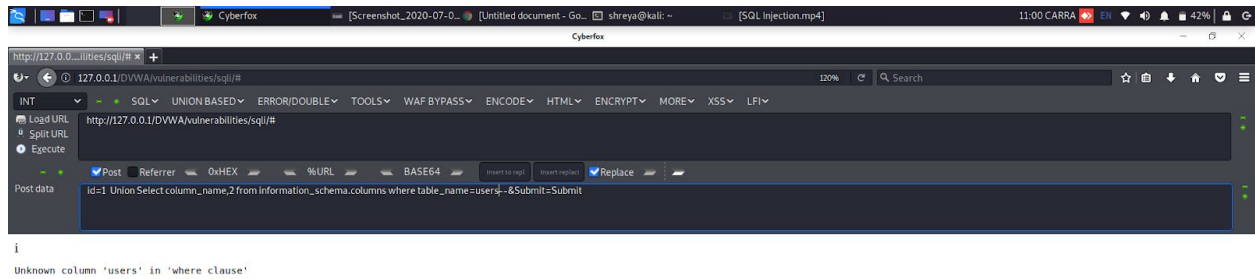 Cyberfox [Screenshot_2020-07-0... [Untitled document - Go... shreya@kali: ~ [SQL Injection.mp4] 11:00 CARRA EN 42%
Cyberfox
http://127.0.0....ilities/sqli/# × +
127.0.0.1/DVWA/vulnerabilities/sqli/# 120% Search
INT SQL UNION BASED ERROR/DOUBLE TOOLS WAF BYPASS ENCODE HTML ENCRYPT MORE XSS LFI
Load URL http://127.0.0.1/DVWA/vulnerabilities/sqli/#
Split URL
Execute
Post Referrer 0xHEX %URL BASE64 Insert to repl Insert replaci Replace
Post data id=1 Union Select column_name,2 from information_schema.columns where table_name=users--&Submit=Submit
i
Unknown column 'users' in 'where clause'